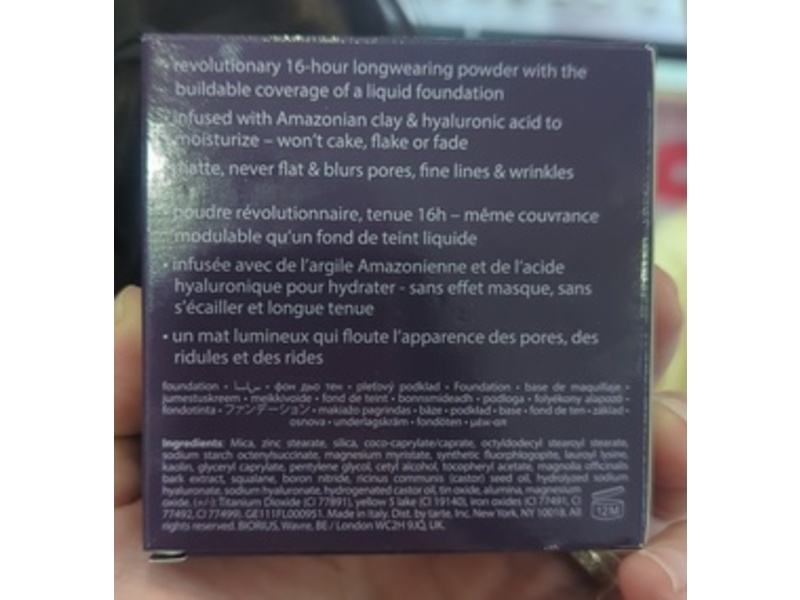 • revolutionary 16-hour longwearing powder with the
buildable coverage of a liquid foundation
infused with Amazonian clay & hyaluronic acid to
moisturize – won't cake, flake or fade
matte, never flat & blurs pores, fine lines & wrinkles
poudre révolutionnaire, tenue 16h – même couvrance
modulable qu'un fond de teint liquide
• infusée avec de l'argile Amazonienne et de l'acide
hyaluronique pour hydrater - sans effet masque, sans
s'écailler et longue tenue
• un mat lumineux qui floute l'apparence des pores, des
ridules et des rides
foundation • • фон дьо тен • pleťový podklad • Foundation • base de maquillaje •
jumestuskreem • meikkivoide • fond de teint • bonnsmideadh • podloga • folyékony alapozó •
fondotinta • ファンデーション • makiažo pagrindas • bāze • podkład • base • fond de ten • základ •
osnova • underlagskräm • fondöten •
Ingredients: Mica, zinc stearate, silica, coco-caprylate/caprate, octyldodecyl stearoyl stearate,
sodium starch octenylsuccinate, magnesium myristate, synthetic fluorphlogopite, lauroyl lysine,
kaolin, glyceryl caprylate, pentylene glycol, cetyl alcohol, tocopheryl acetate, magnolia officinalis
bark extract, squalane, boron nitride, ricinus communis (castor) seed oil, hydrolyzed sodium
hyaluronate, sodium hyaluronate, hydrogenated castor oil, tin oxide, alumina, magnesium
oxide. (+/-): Titanium Dioxide (CI 77891), yellow 5 lake (CI 19140), iron oxides (CI 77491, CI
77492, CI 77499). GE111FL000951. Made in Italy. Dist. by tarte, Inc. New York, NY 10018. All
rights reserved. BIORIUS, Wavre, BE / London WC2H 9JQ, UK.
12M